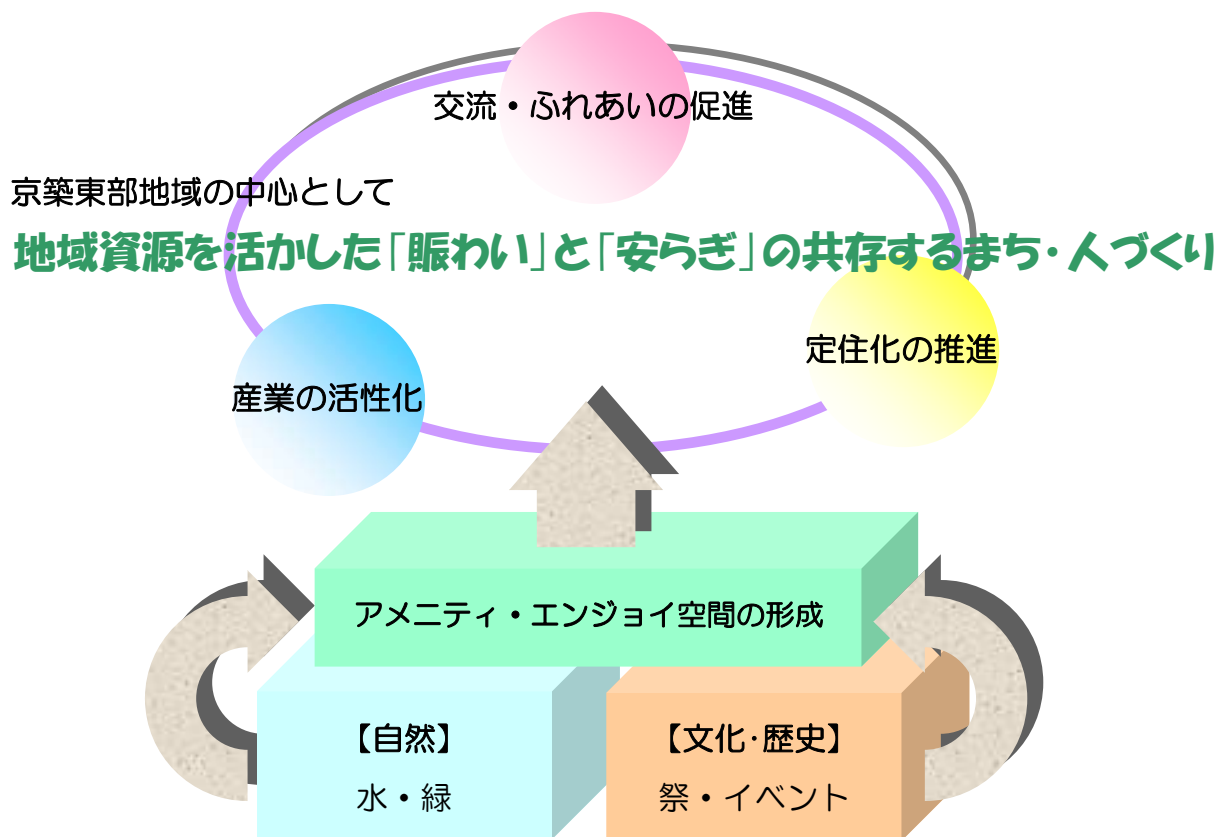 交流・ふれあいの促進
京築東部地域の中心として
地域資源を活かした「賑わい」と「安らぎ」の共存するまち・人づくり
定住化の推進
産業の活性化
アメニティ・エンジョイ空間の形成
【自然】
水・緑
【文化・歴史】
祭・イベント